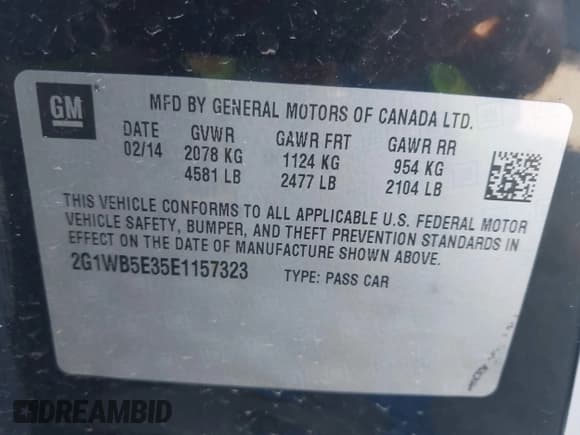 GM
MFD BY GENERAL MOTORS OF CANADA LTD.
DATE GVWR GAWR FRT GAWR RR
02/14 2078 KG 1124 KG 954 KG
4581 LB 2477 LB 2104 LB
THIS VEHICLE CONFORMS TO ALL APPLICABLE U.S. FEDERAL MOTOR
VEHICLE SAFETY, BUMPER, AND THEFT PREVENTION STANDARDS IN
EFFECT ON THE DATE OF MANUFACTURE SHOWN ABOVE.
2G1WB5E35E1157323 TYPE: PASS CAR
DREAMBID